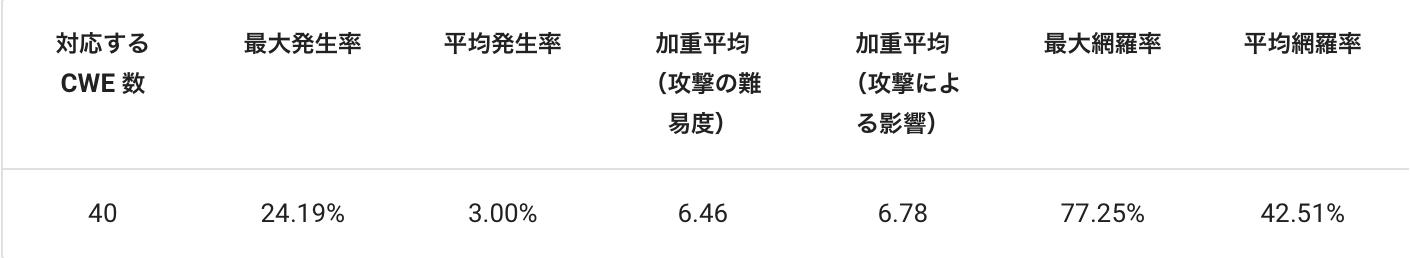 対応する 最大発生率 平均発生率 加重平均 加重平均 最大網羅率 平均網羅率
CWE 数 （攻撃の難 （攻撃によ
易度） る影響）
40 24.19% 3.00% 6.46 6.78 77.25% 42.51%